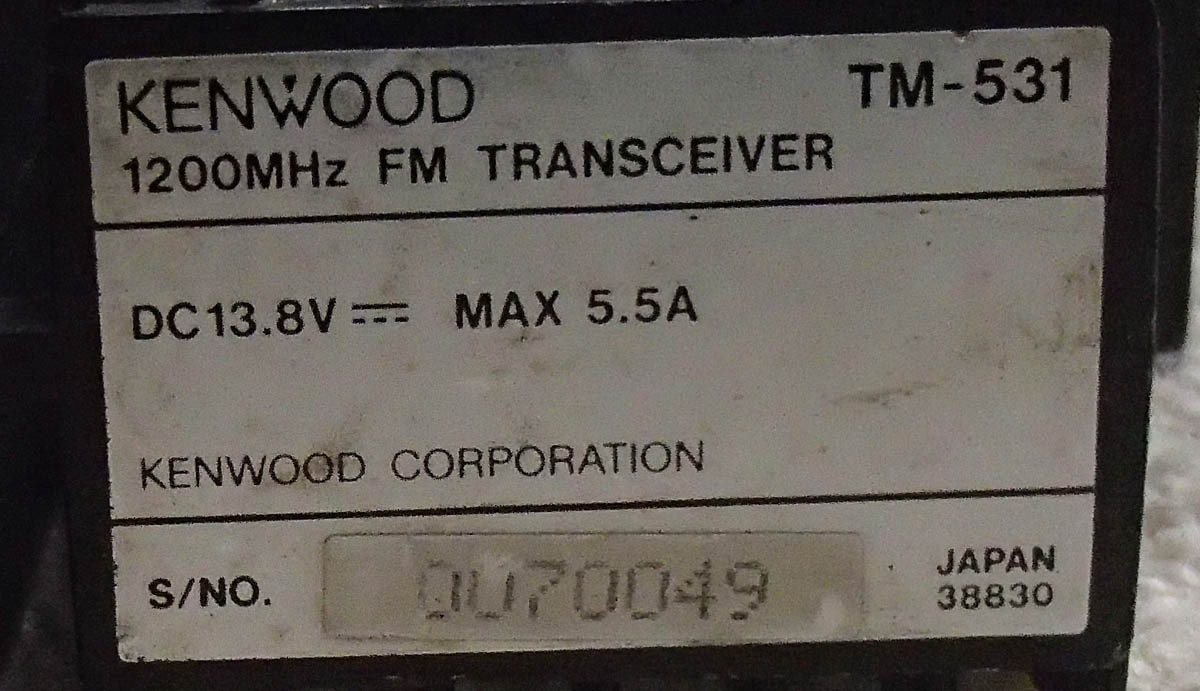 KENWOOD TM-531
1200MHz FM TRANSCEIVER
DC13.8V ⎓ MAX 5.5A
KENWOOD CORPORATION
S/NO. 0070049
JAPAN
38830